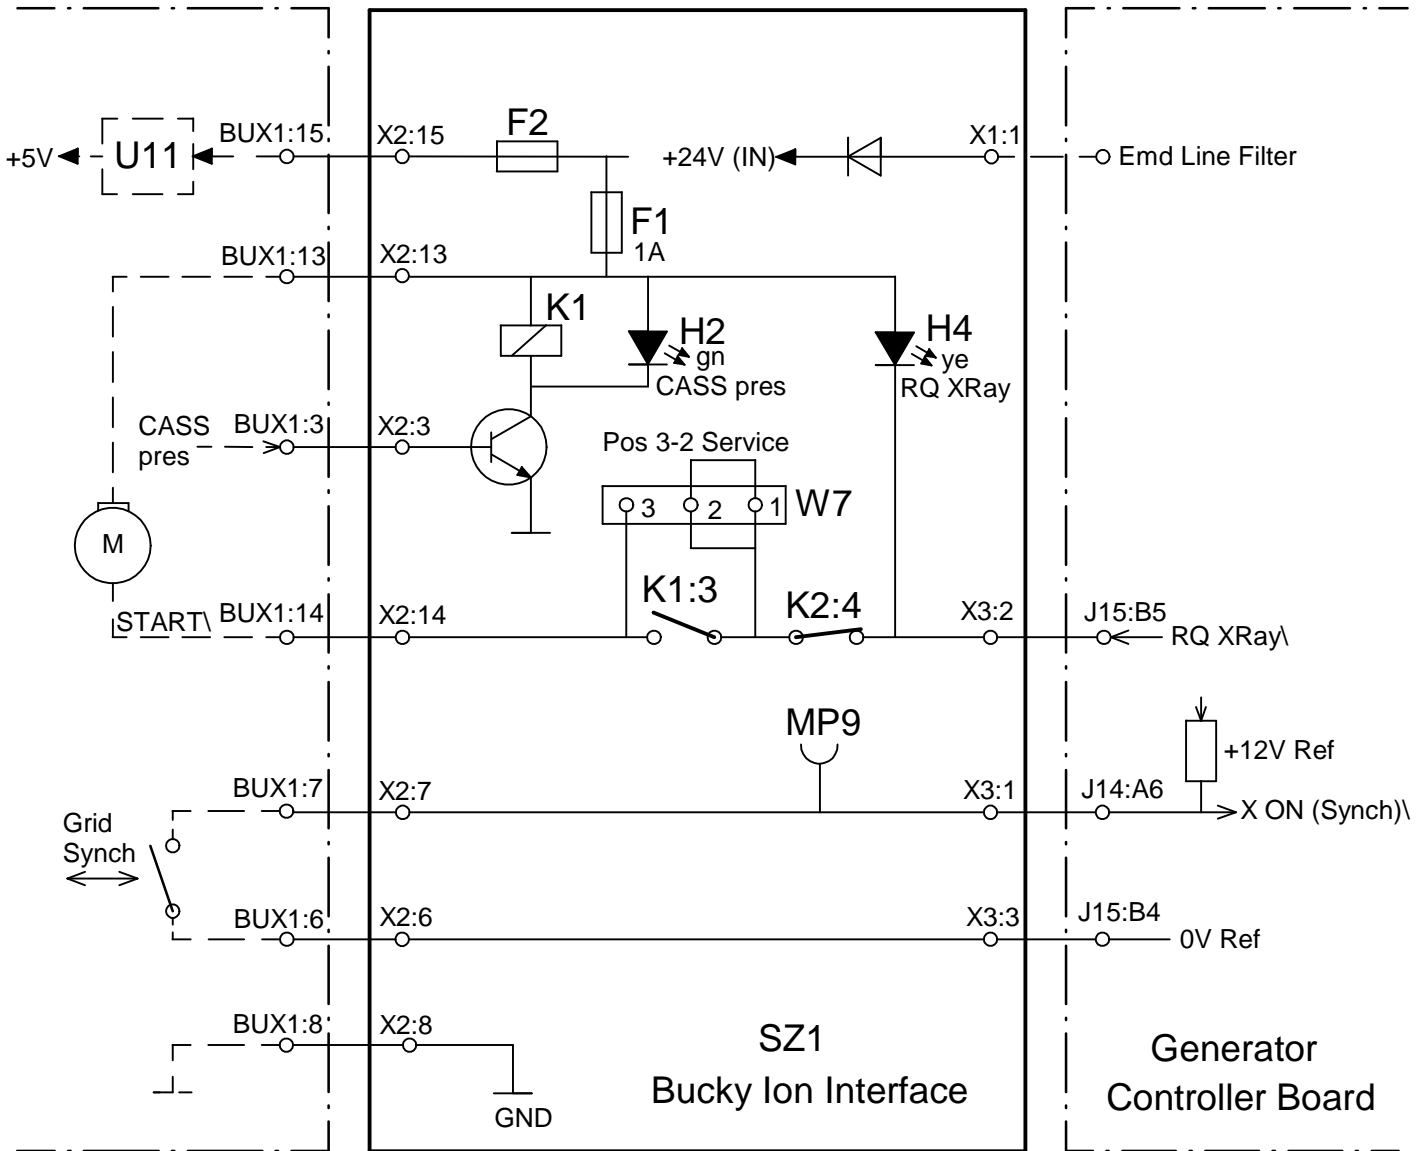 BUX1:15
X2:15
F2
X1:1
+5V
U11
+24V (IN)
Emd Line Filter
F1
1A
BUX1:13
X2:13
K1
H2
gn
CASS pres
H4
ye
RQ XRay
CASS
pres
BUX1:3
X2:3
Pos 3-2 Service
3
2
1
W7
M
K1:3
K2:4
START\
BUX1:14
X2:14
X3:2
J15:B5
RQ XRay\
MP9
+12V Ref
BUX1:7
X2:7
X3:1
J14:A6
X ON (Synch)\
Grid
Synch
BUX1:6
X2:6
X3:3
J15:B4
0V Ref
BUX1:8
X2:8
GND
SZ1
Bucky Ion Interface
Generator
Controller Board